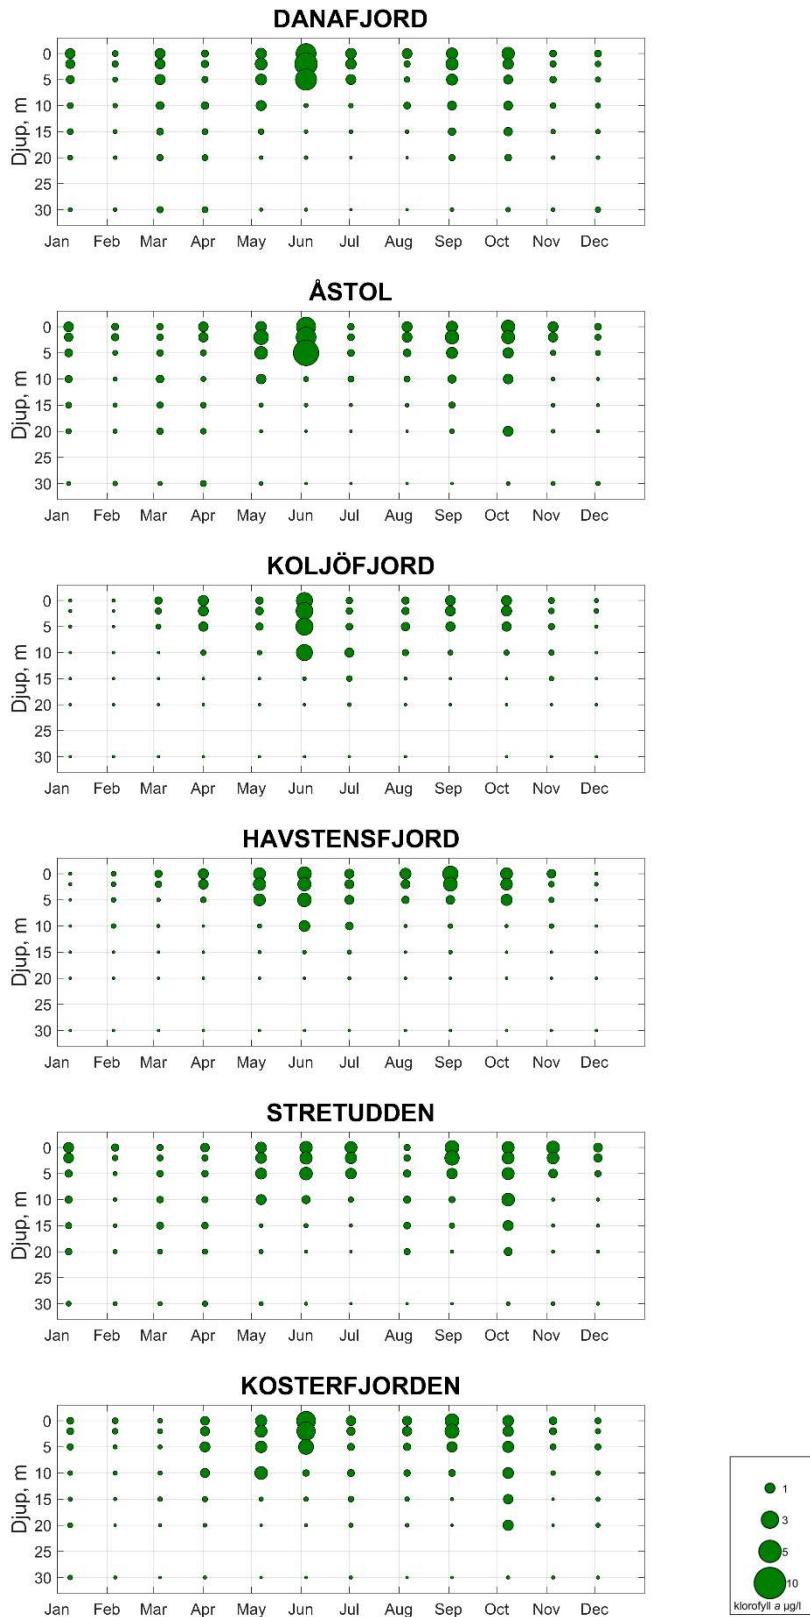 DANAFJORD
Djup, m
0
5
10
15
20
25
30
Jan Feb Mar Apr May Jun Jul Aug Sep Oct Nov Dec
ÅSTOL
Djup, m
0
5
10
15
20
25
30
Jan Feb Mar Apr May Jun Jul Aug Sep Oct Nov Dec
KOLJÖFJORD
Djup, m
0
5
10
15
20
25
30
Jan Feb Mar Apr May Jun Jul Aug Sep Oct Nov Dec
HAVSTENSFJORD
Djup, m
0
5
10
15
20
25
30
Jan Feb Mar Apr May Jun Jul Aug Sep Oct Nov Dec
STRETUDDEN
Djup, m
0
5
10
15
20
25
30
Jan Feb Mar Apr May Jun Jul Aug Sep Oct Nov Dec
KOSTERFJORDEN
Djup, m
0
5
10
15
20
25
30
Jan Feb Mar Apr May Jun Jul Aug Sep Oct Nov Dec
1
3
5
10
klorofyll a µg/l